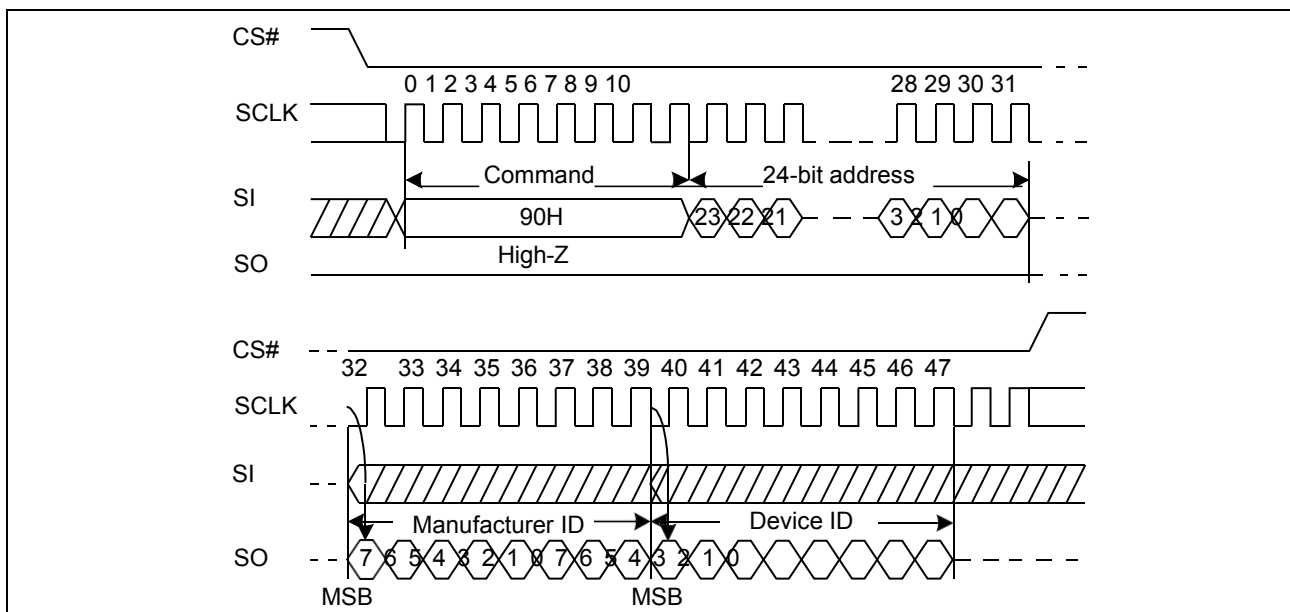 CS#
0 1 2 3 4 5 6 7 8 9 10 28 29 30 31
SCLK
Command 24-bit address
SI
90H 23 22 21 3 2 1 0
High-Z
SO
CS#
32 33 34 35 36 37 38 39 40 41 42 43 44 45 46 47
SCLK
SI
Manufacturer ID Device ID
SO 7 6 5 4 3 2 1 0 7 6 5 4 3 2 1 0
MSB MSB